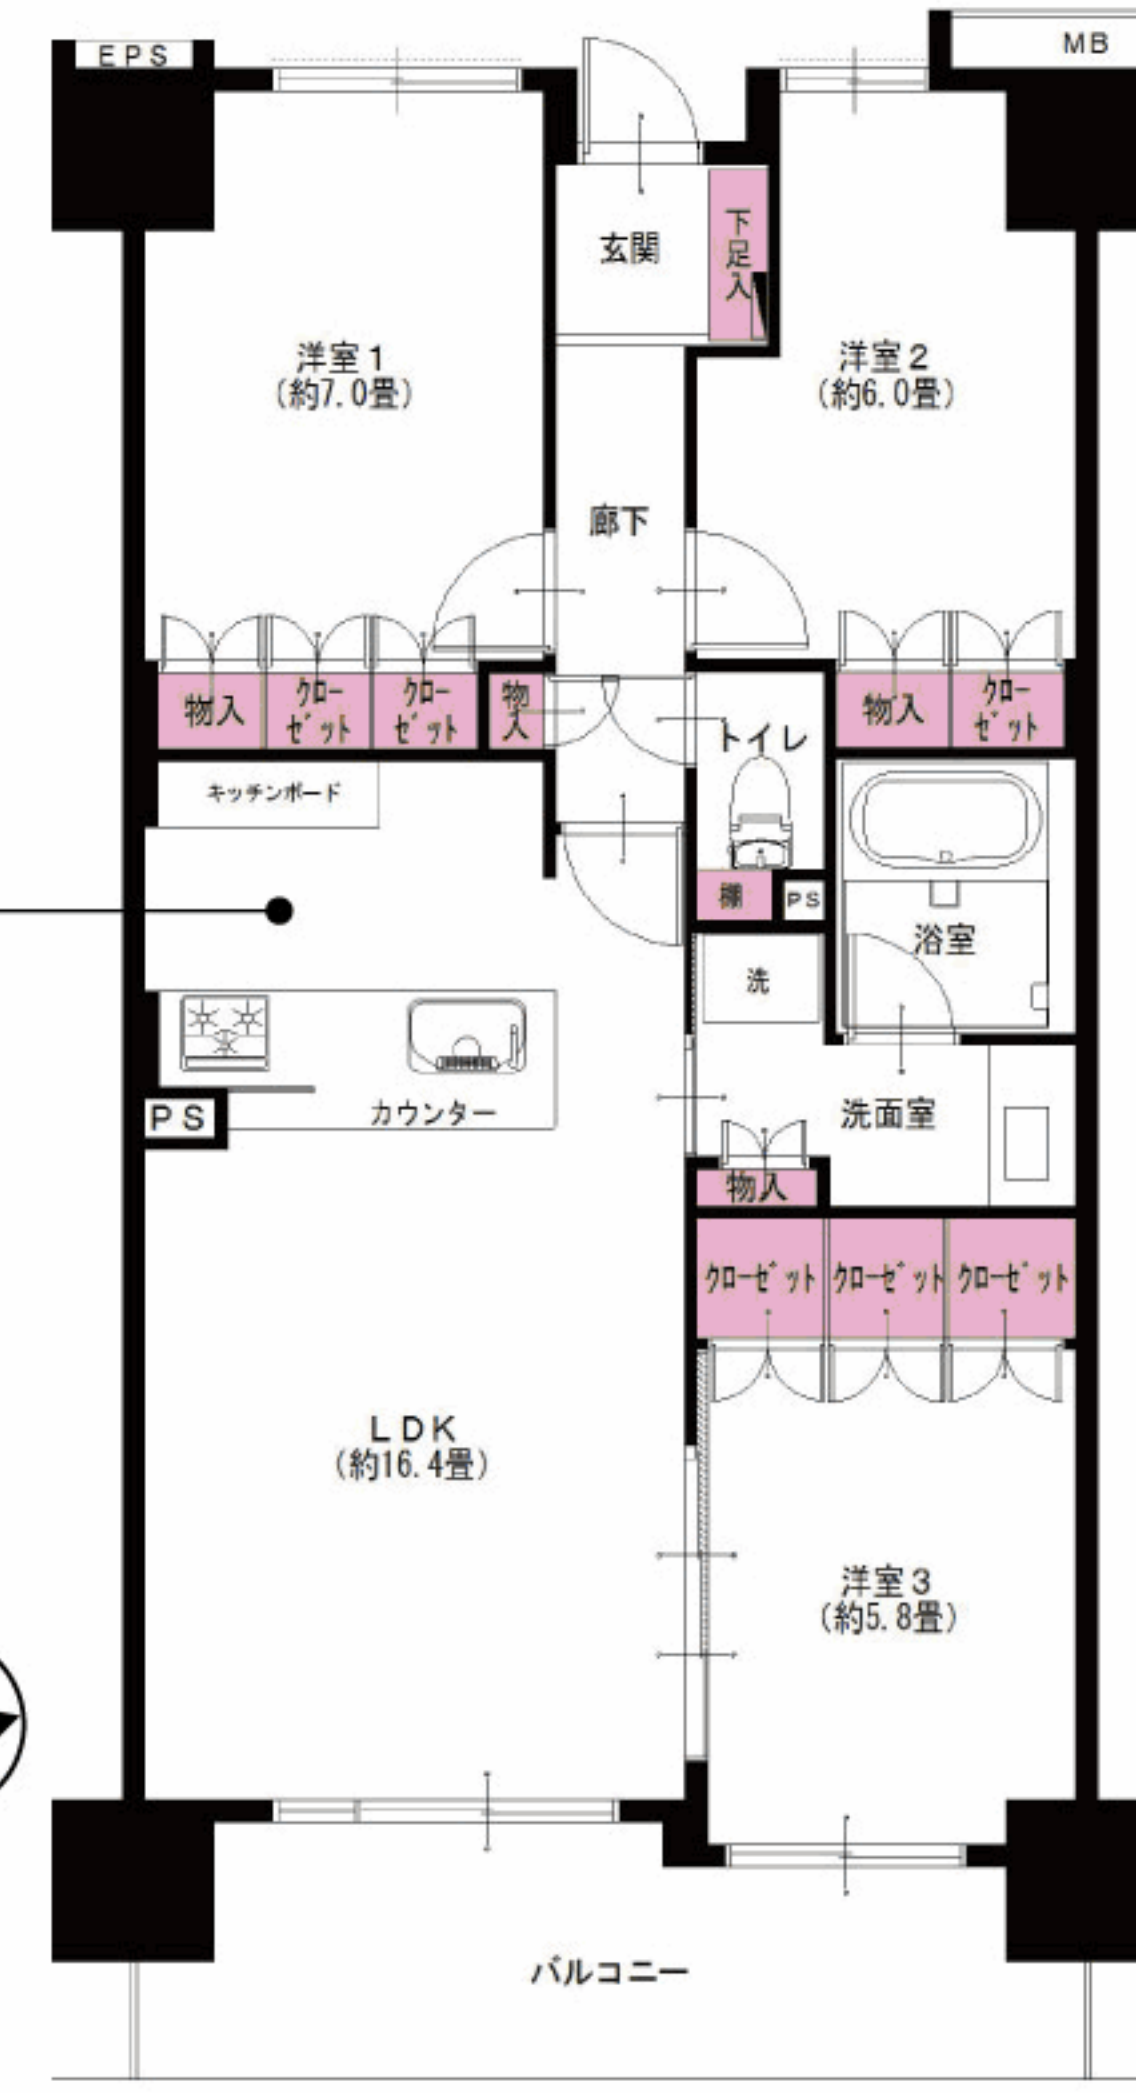 EPS
MB
玄関
下足入
洋室1
(約7.0畳)
洋室2
(約6.0畳)
廊下
物入
クローゼット
クローゼット
物入
トイレ
物入
クローゼット
キッチンボード
棚
PS
浴室
洗
カウンター
PS
洗面室
物入
クローゼット
クローゼット
クローゼット
LDK
(約16.4畳)
洋室3
(約5.8畳)
バルコニー